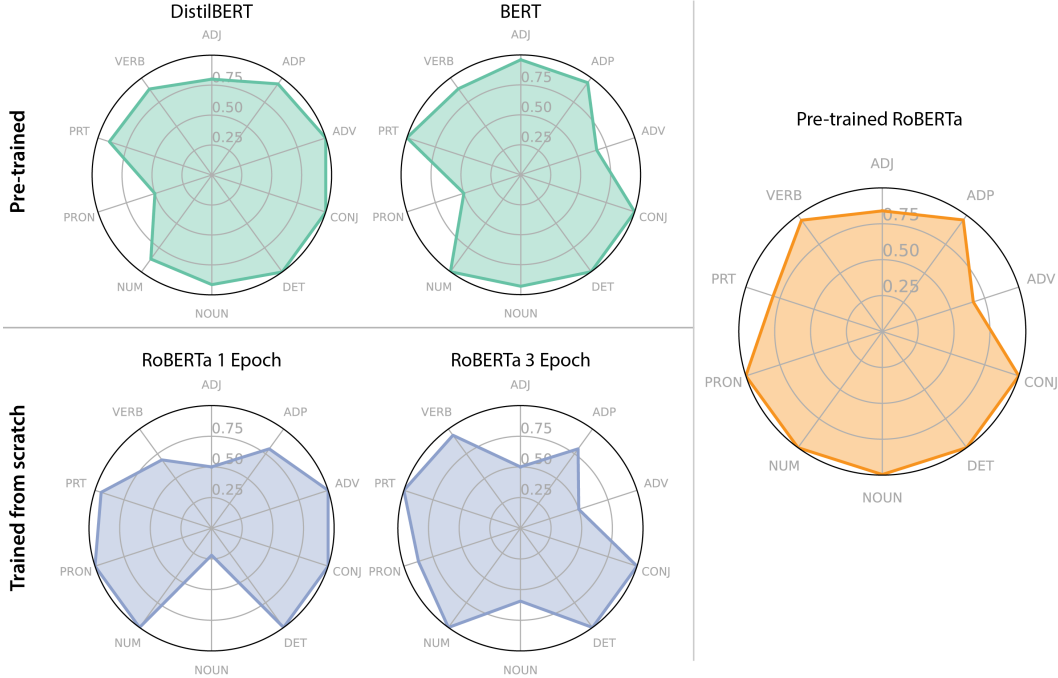 DistilBERT
BERT
Pre-trained
ADJ
ADP
ADV
CONJ
DET
NOUN
NUM
PRON
PRT
VERB
0.75
0.50
0.25
ADJ
ADP
ADV
CONJ
DET
NOUN
NUM
PRON
PRT
VERB
0.75
0.50
0.25
Trained from scratch
RoBERTa 1 Epoch
RoBERTa 3 Epoch
ADJ
ADP
ADV
CONJ
DET
NOUN
NUM
PRON
PRT
VERB
0.75
0.50
0.25
ADJ
ADP
ADV
CONJ
DET
NOUN
NUM
PRON
PRT
VERB
0.75
0.50
0.25
Pre-trained RoBERTa
ADJ
ADP
ADV
CONJ
DET
NOUN
NUM
PRON
PRT
VERB
0.75
0.50
0.25